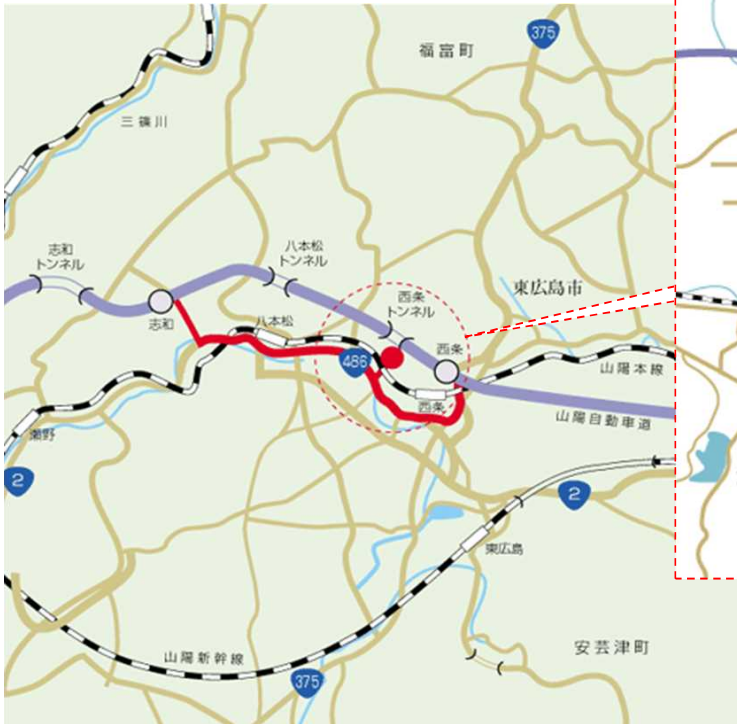 375
福富町
三篠川
志和
トンネル
八本松
トンネル
東広島市
西条
トンネル
志和
八本松
486
西条
山陽本線
西条
山陽自動車道
瀬野
2
2
東広島
安芸津町
山陽新幹線
375